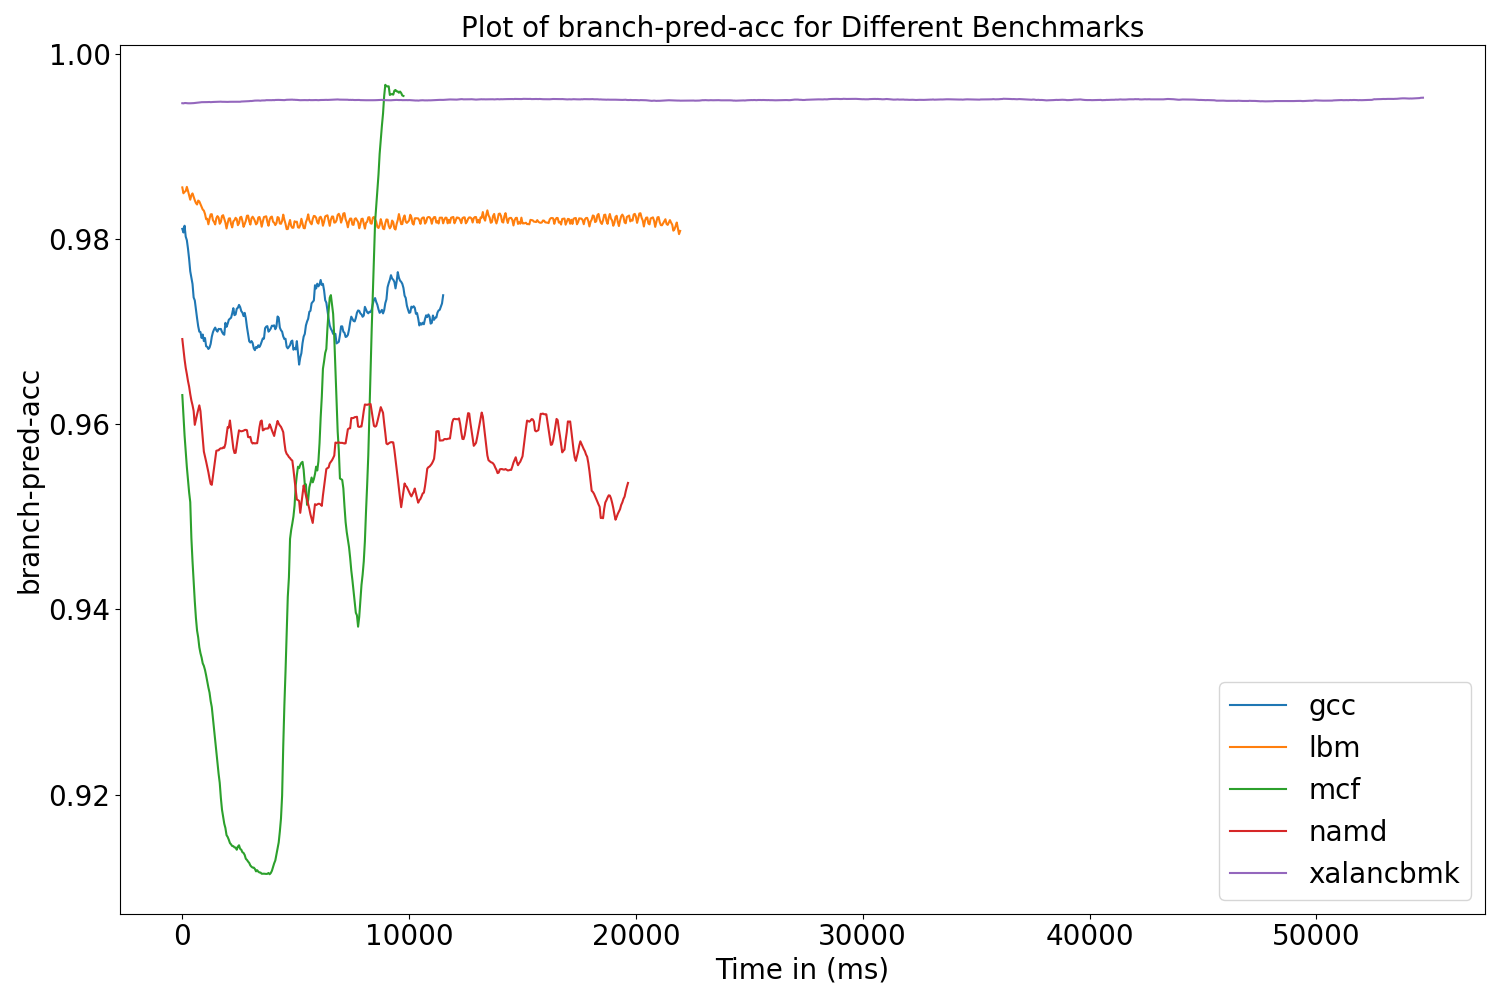 Plot of branch-pred-acc for Different Benchmarks
1.00
0.98
0.96
0.94
0.92
branch-pred-acc
gcc
lbm
mcf
namd
xalancbmk
0 10000 20000 30000 40000 50000
Time in (ms)